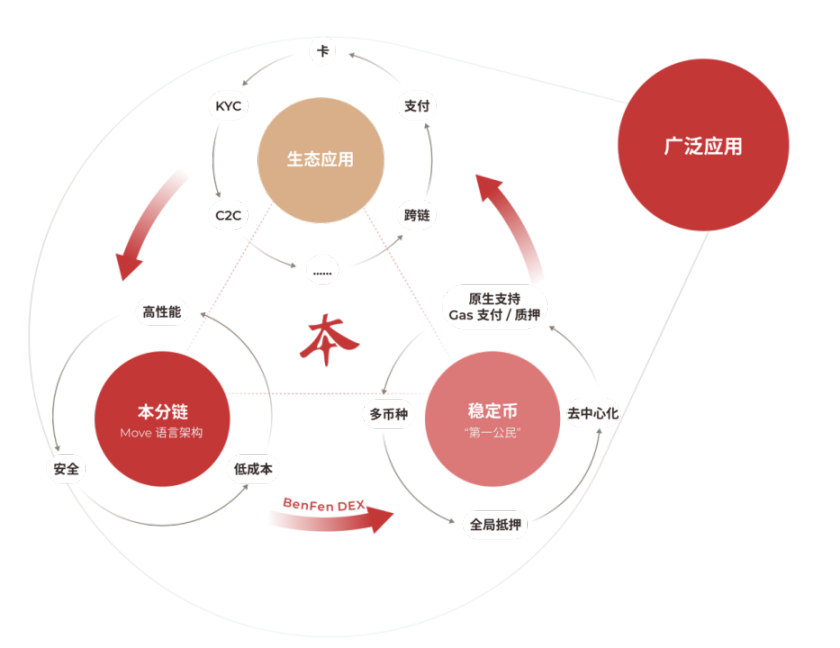 卡
KYC
支付
生态应用
广泛应用
C2C
跨链
......
原生支持
Gas 支付 / 质押
高性能
本
本分链
Move 语言架构
稳定币
“第一公民”
多币种
去中心化
安全
低成本
BenFen DEX
全局抵押